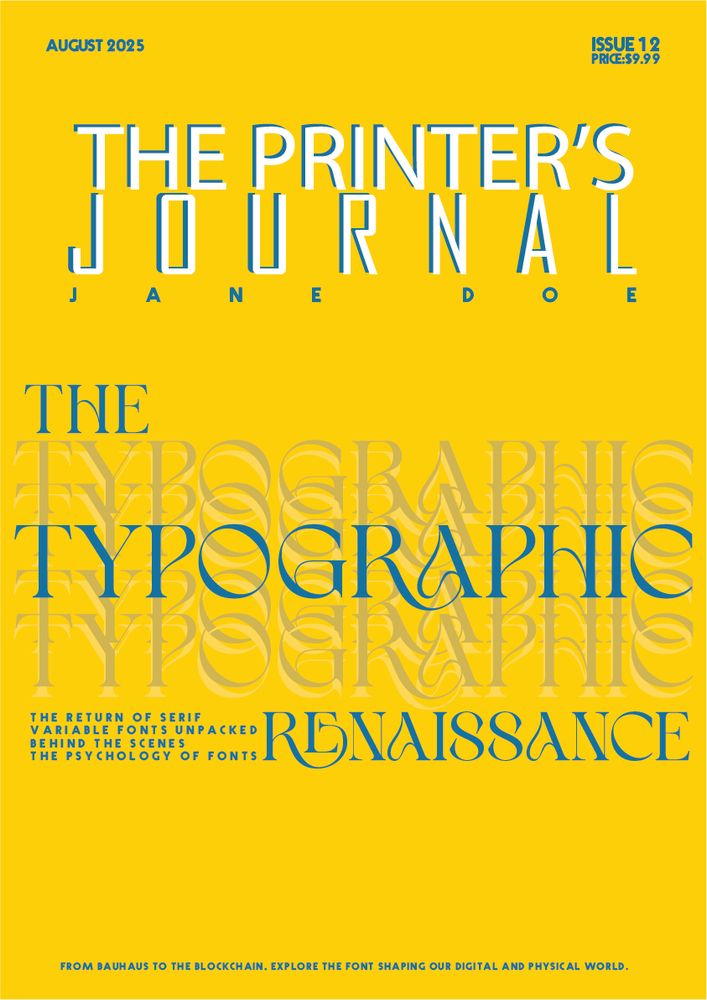 AUGUST 2025
ISSUE 12
PRICE:$9.99
THE PRINTER'S
JOURNAL
JANE DOE
THE
TYPOGRAPHIC
TYPOGRAPHIC
TYPOGRAPHIC
TYPOGRAPHIC
TYPOGRAPHIC
THE RETURN OF SERIF
VARIABLE FONTS UNPACKED
BEHIND THE SCENES
THE PSYCHOLOGY OF FONTS
RENAISSANCE
FROM BAUHAUS TO THE BLOCKCHAIN. EXPLORE THE FONT SHAPING OUR DIGITAL AND PHYSICAL WORLD.